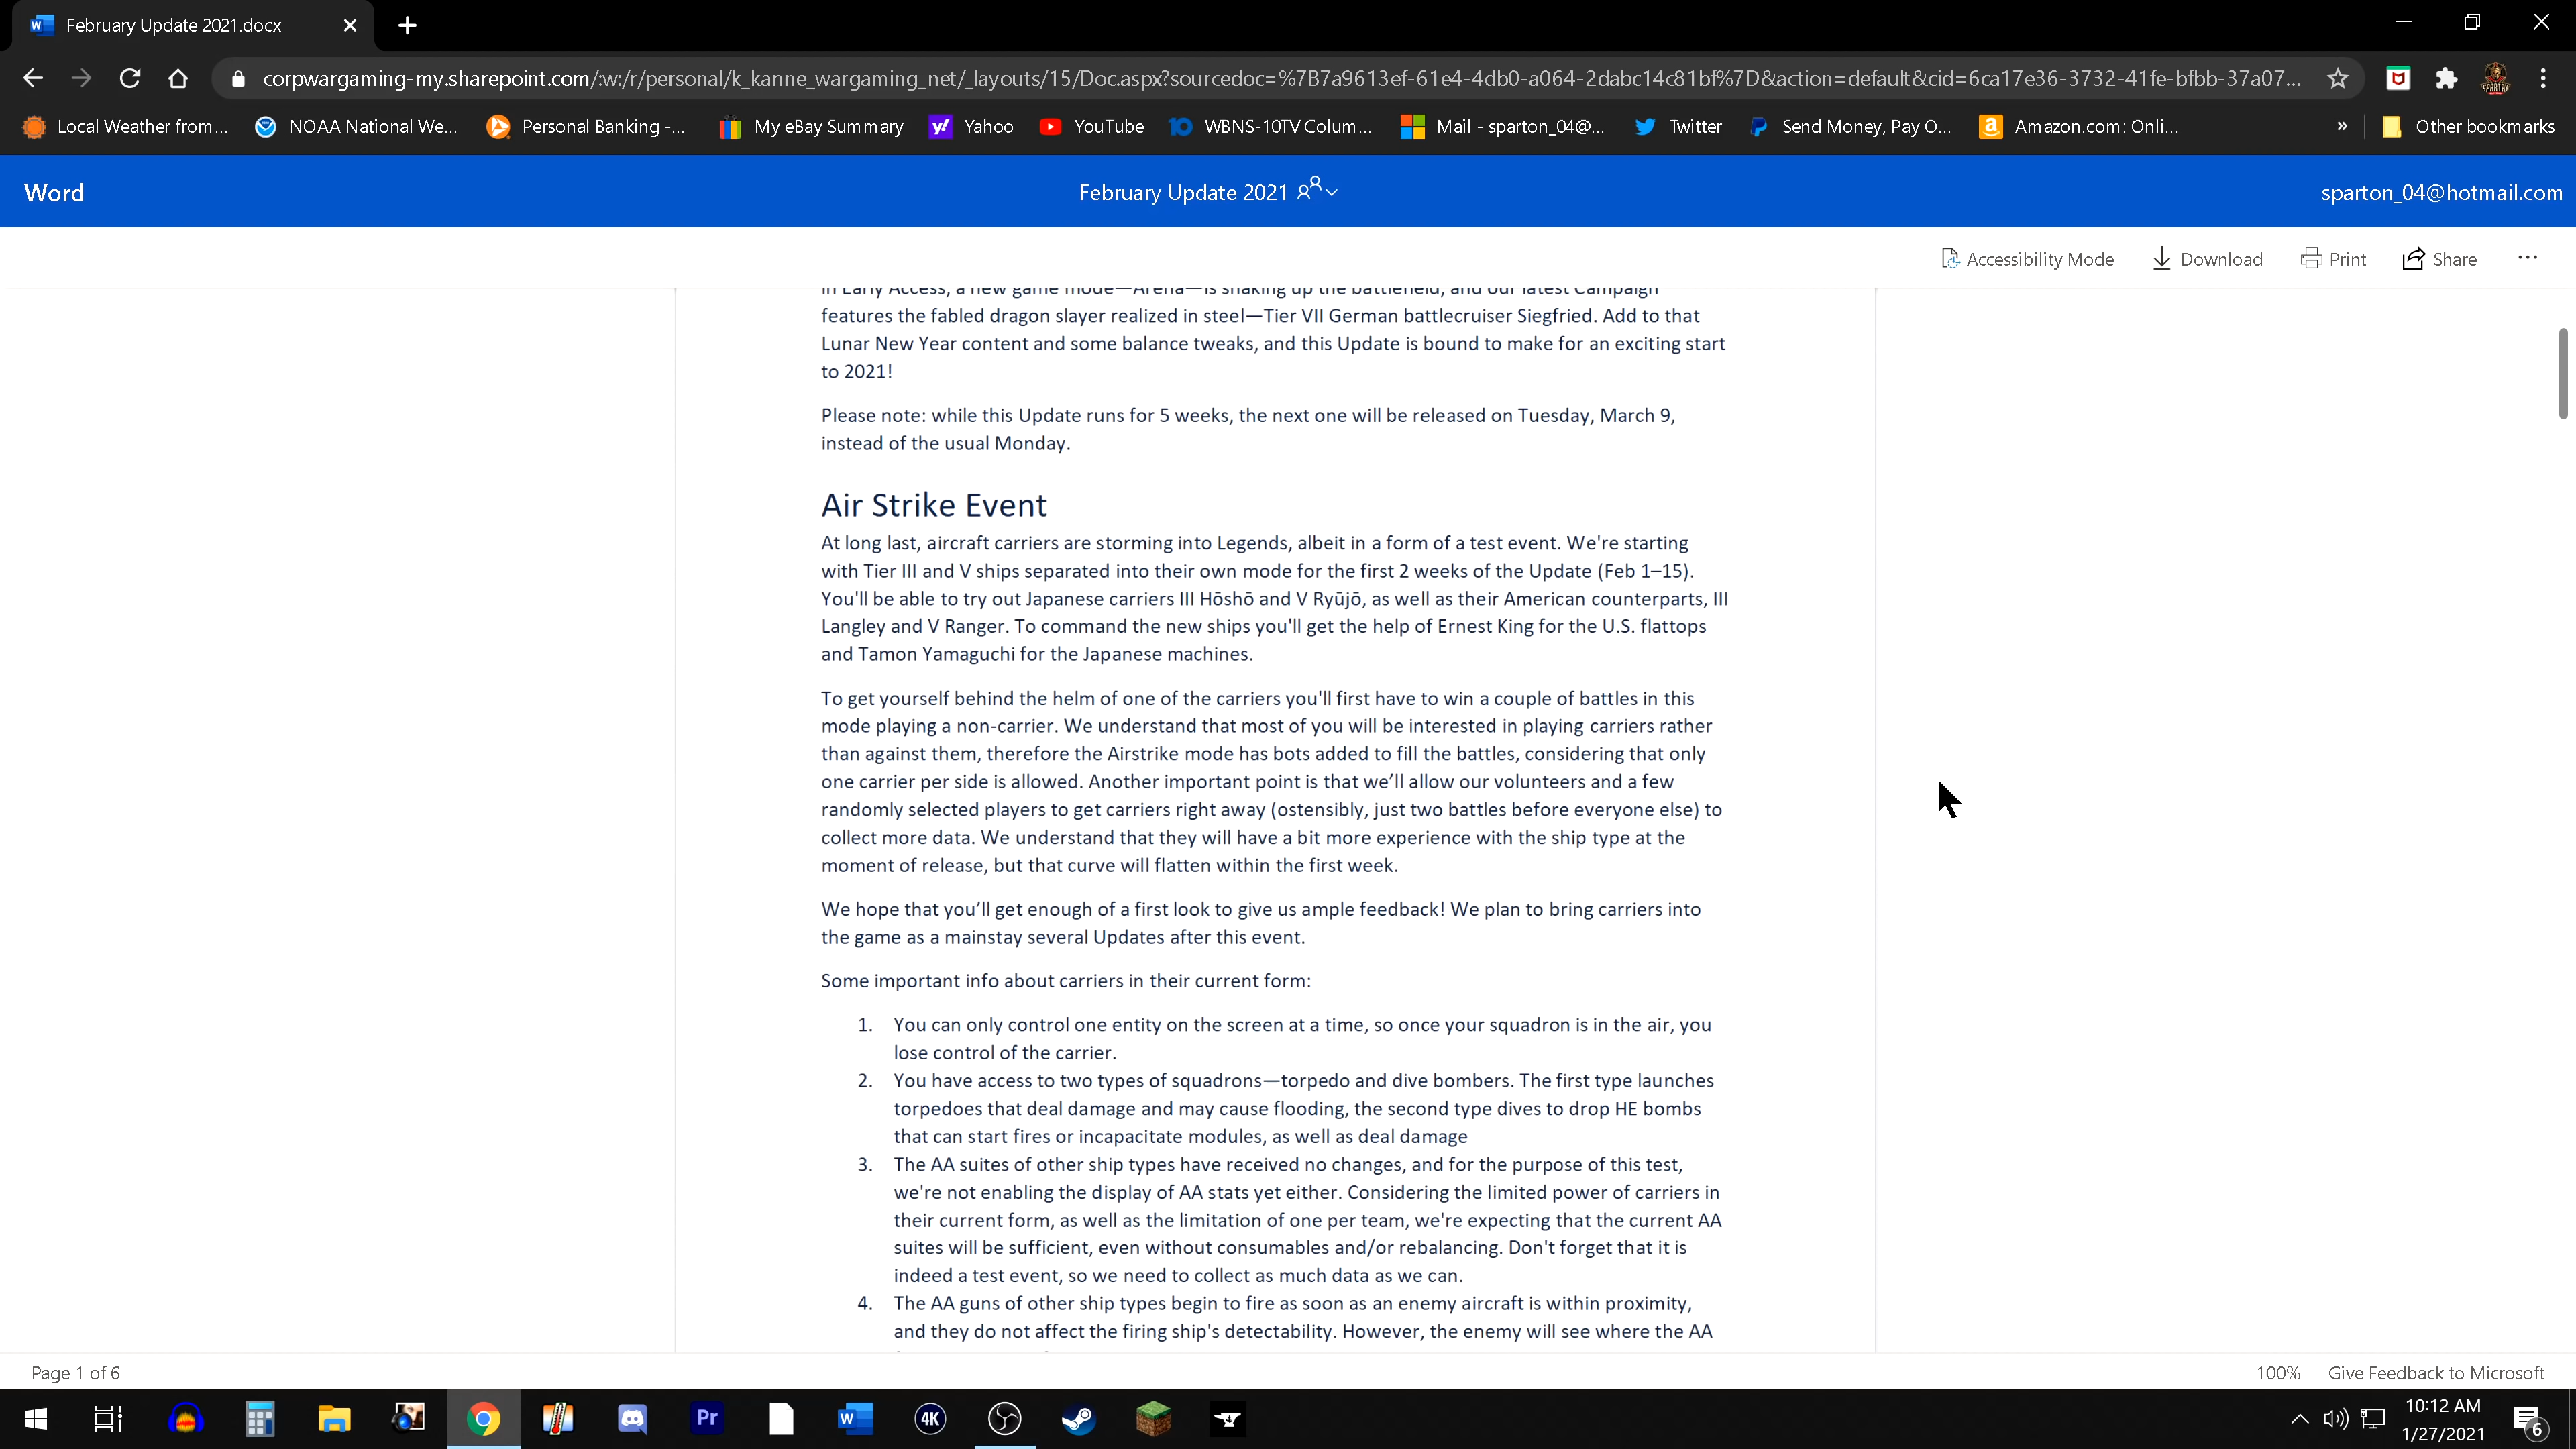 February Update 2021.docx
corpwargaming-my.sharepoint.com/:w:/r/personal/k_kanne_wargaming_net/_layouts/15/Doc.aspx?sourcedoc=%7B7a9613ef-61e4-4db0-a064-2dabc14c81bf%7D&action=default&cid=6ca17e36-3732-41fe-bfbb-37a07...
Local Weather from... NOAA National We... Personal Banking -... My eBay Summary Yahoo YouTube WBNS-10TV Colum... Mail - sparton_04@... Twitter Send Money, Pay O... Amazon.com: Onli... » Other bookmarks
Word February Update 2021 sparton_04@hotmail.com
Accessibility Mode Download Print Share ...
in Early Access, a new game mode—Arena—is shaking up the battlefield, and our latest Campaign
features the fabled dragon slayer realized in steel—Tier VII German battlecruiser Siegfried. Add to that
Lunar New Year content and some balance tweaks, and this Update is bound to make for an exciting start
to 2021!
Please note: while this Update runs for 5 weeks, the next one will be released on Tuesday, March 9,
instead of the usual Monday.
Air Strike Event
At long last, aircraft carriers are storming into Legends, albeit in a form of a test event. We're starting
with Tier III and V ships separated into their own mode for the first 2 weeks of the Update (Feb 1–15).
You'll be able to try out Japanese carriers III Hōshō and V Ryūjō, as well as their American counterparts, III
Langley and V Ranger. To command the new ships you'll get the help of Ernest King for the U.S. flattops
and Tamon Yamaguchi for the Japanese machines.
To get yourself behind the helm of one of the carriers you'll first have to win a couple of battles in this
mode playing a non-carrier. We understand that most of you will be interested in playing carriers rather
than against them, therefore the Airstrike mode has bots added to fill the battles, considering that only
one carrier per side is allowed. Another important point is that we’ll allow our volunteers and a few
randomly selected players to get carriers right away (ostensibly, just two battles before everyone else) to
collect more data. We understand that they will have a bit more experience with the ship type at the
moment of release, but that curve will flatten within the first week.
We hope that you’ll get enough of a first look to give us ample feedback! We plan to bring carriers into
the game as a mainstay several Updates after this event.
Some important info about carriers in their current form:
1. You can only control one entity on the screen at a time, so once your squadron is in the air, you
lose control of the carrier.
2. You have access to two types of squadrons—torpedo and dive bombers. The first type launches
torpedoes that deal damage and may cause flooding, the second type dives to drop HE bombs
that can start fires or incapacitate modules, as well as deal damage
3. The AA suites of other ship types have received no changes, and for the purpose of this test,
we're not enabling the display of AA stats yet either. Considering the limited power of carriers in
their current form, as well as the limitation of one per team, we're expecting that the current AA
suites will be sufficient, even without consumables and/or rebalancing. Don't forget that it is
indeed a test event, so we need to collect as much data as we can.
4. The AA guns of other ship types begin to fire as soon as an enemy aircraft is within proximity,
and they do not affect the firing ship's detectability. However, the enemy will see where the AA
Page 1 of 6 100% Give Feedback to Microsoft
Pr 4K 10:12 AM
1/27/2021 6